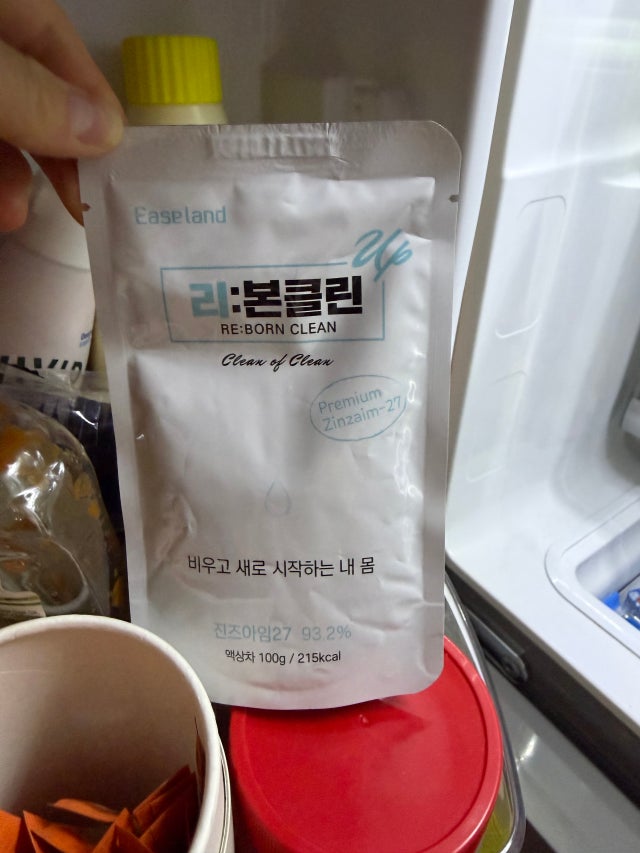 Easeland
Up
리:본클린
RE:BORN CLEAN
Clean of Clean
Premium
Zinzaim-27
비우고 새로 시작하는 내 몸
진즈아임27 93.2%
액상차 100g / 215kcal